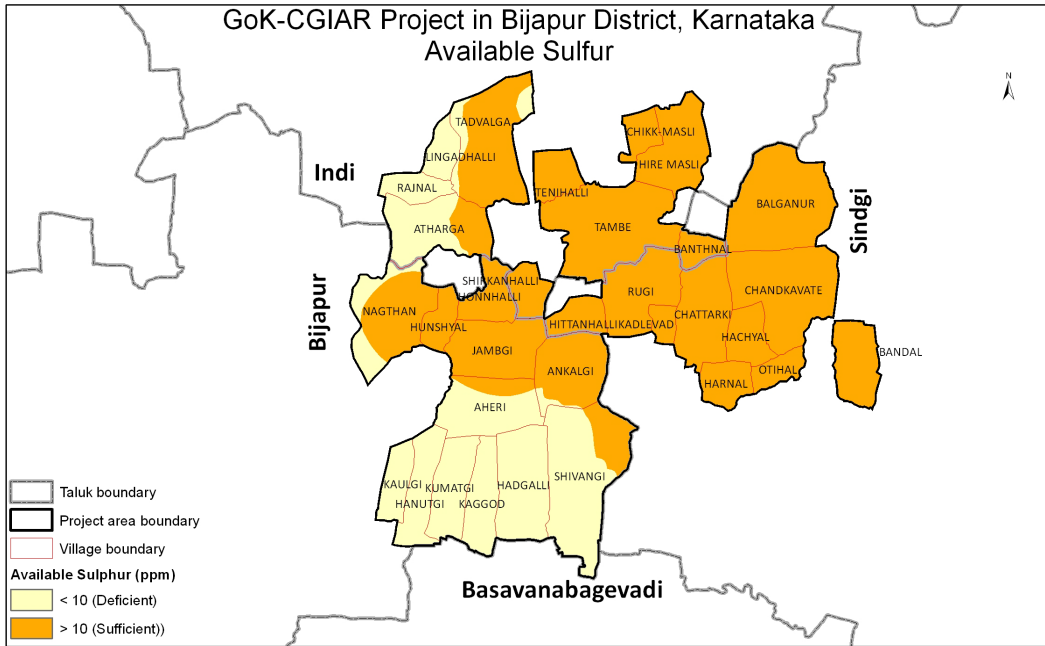 GoK-CGIAR Project in Bijapur District, Karnataka
Available Sulfur
N
TADVALGA
CHIKK-MASLI
LINGADHALLI
HIRE MASLI
Indi
RAJNAL
TENIHALLI
BALGANUR
ATHARGA
TAMBE
Sindgi
BANTHNAL
SHIRKANHALLI
RUGI
CHANDKAVATE
HONNHALLI
NAGTHAN
CHATTARKI
Bijapur
HUNSHYAL
HITTANHALLI
KADLEVAD
HACHYAL
JAMBGI
BANDAL
ANKALGI
OTIHAL
HARNAL
AHERI
SHIVANGI
KAULGI
KUMATGI
HADGALLI
HANUTGI
KAGGOD
Basavanabagevadi
Taluk boundary
Project area boundary
Village boundary
Available Sulphur (ppm)
< 10 (Deficient)
> 10 (Sufficient))